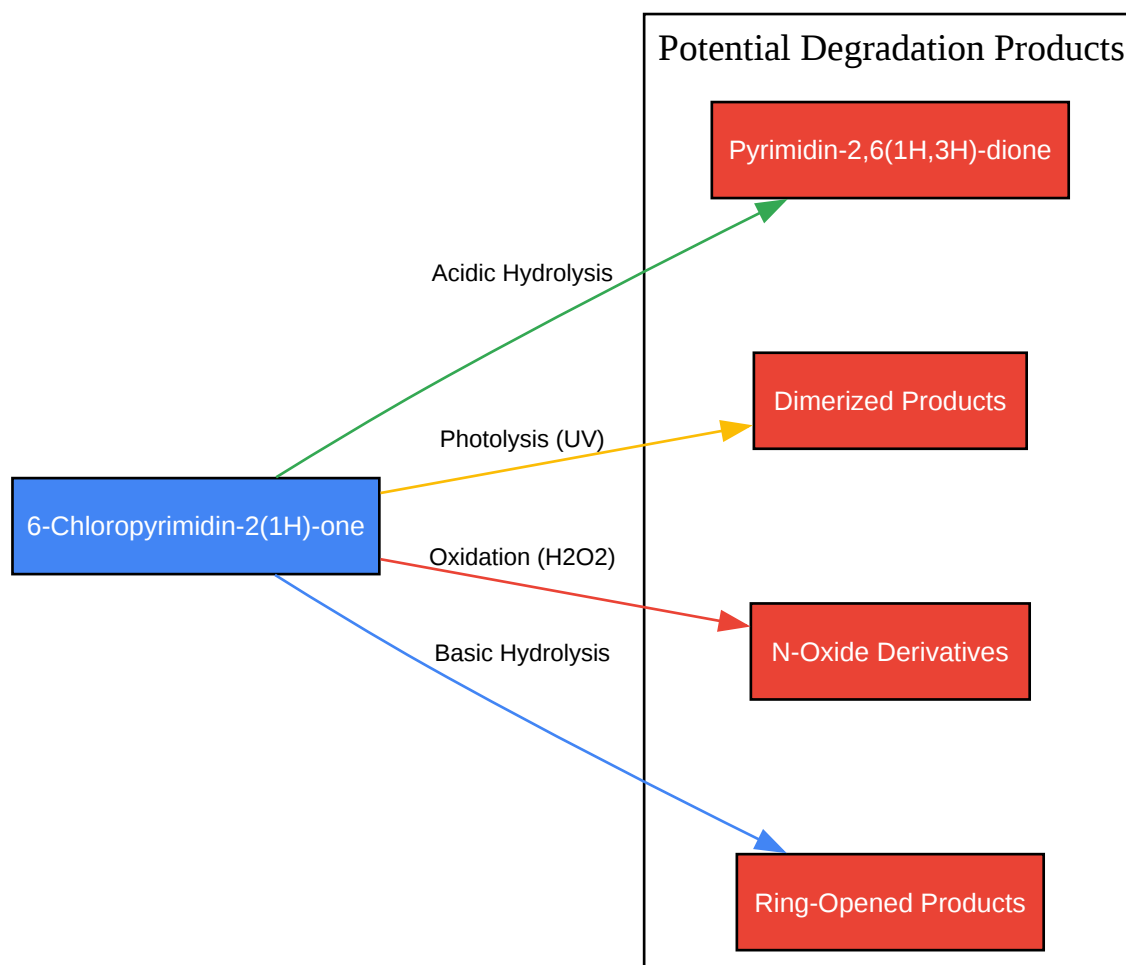 Potential Degradation Products
Pyrimidin-2,6(1H,3H)-dione
Acidic Hydrolysis
Dimerized Products
Photolysis (UV)
6-Chloropyrimidin-2(1H)-one
Oxidation (H2O2)
N-Oxide Derivatives
Basic Hydrolysis
Ring-Opened Products